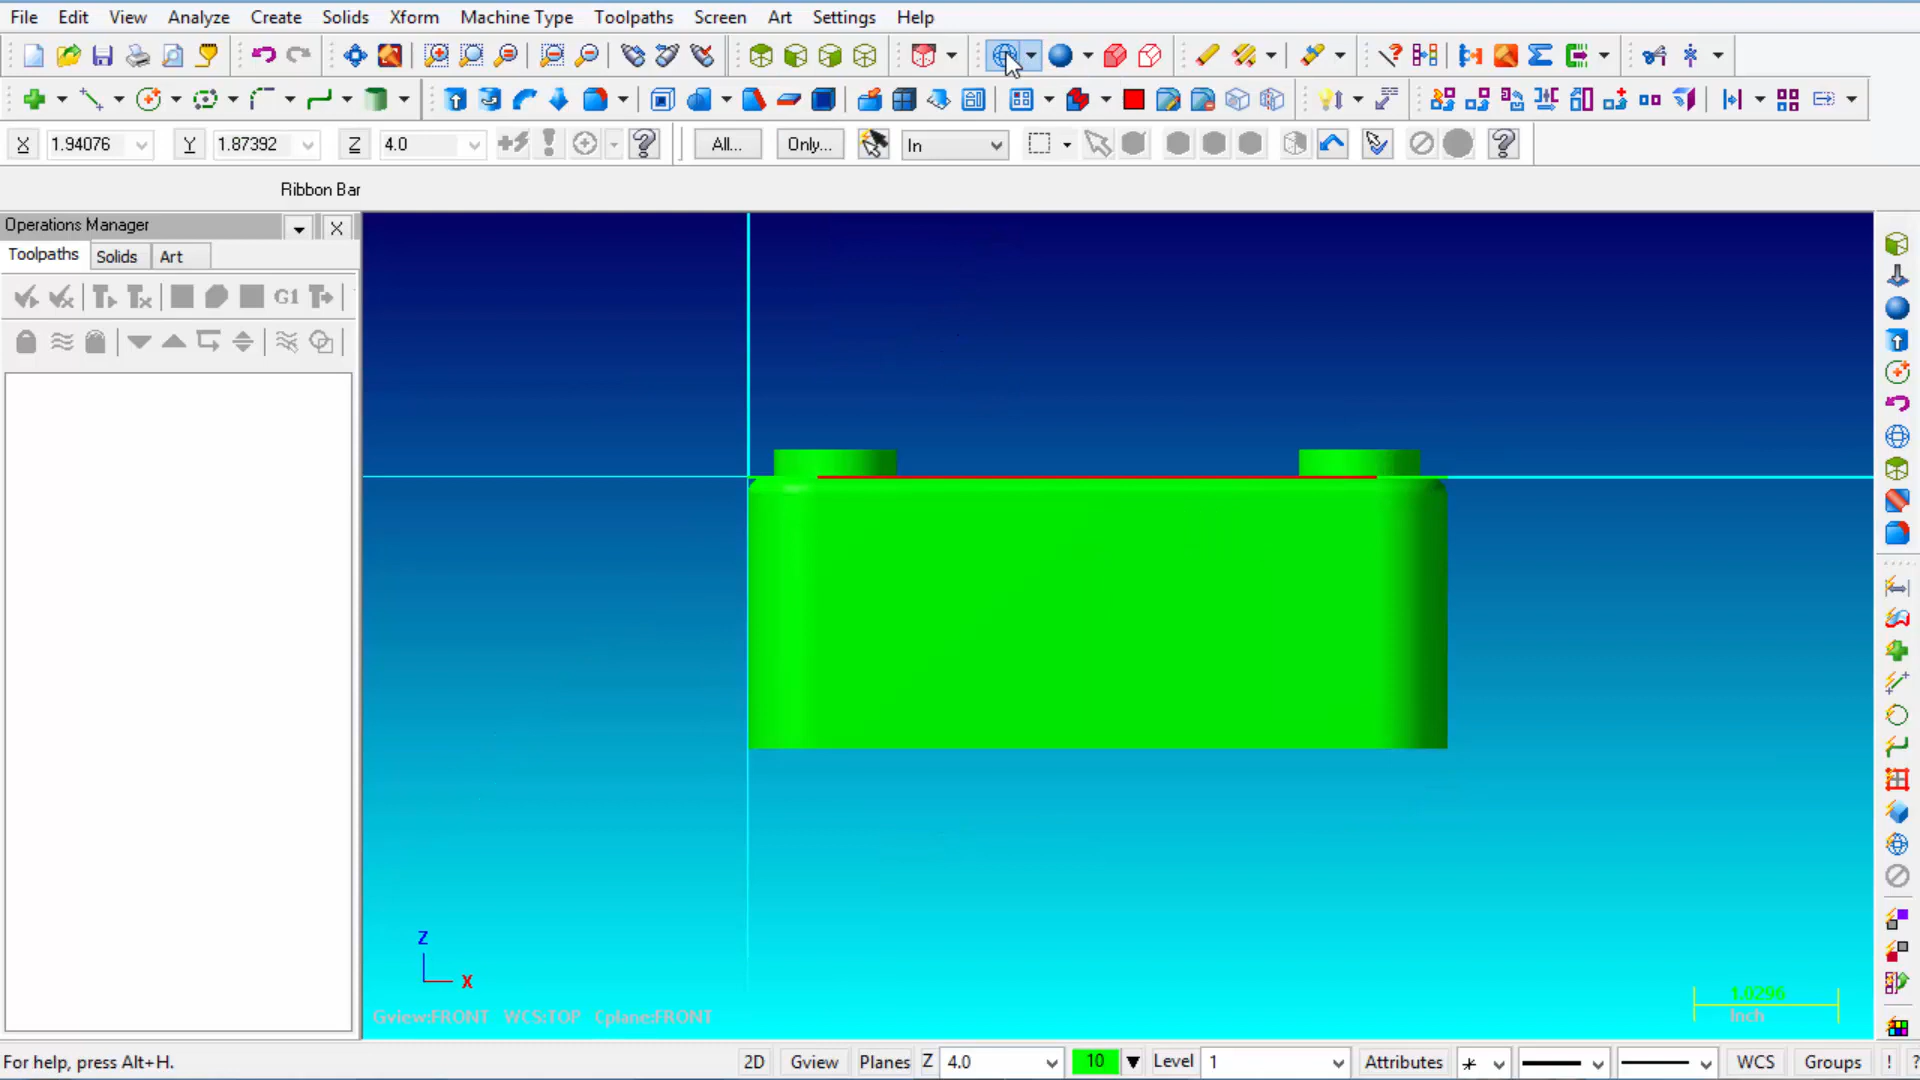 File Edit View Analyze Create Solids Xform Machine Type Toolpaths Screen Art Settings Help
X 1.94076 Y 1.87392 Z 4.0 All... Only... In
Ribbon Bar
Operations Manager X
Toolpaths Solids Art
G1
Z
X
Gview:FRONT WCS:TOP Cplane:FRONT
1.0296
Inch
For help, press Alt+H. 2D Gview Planes Z 4.0 10 Level 1 Attributes WCS Groups ! ?